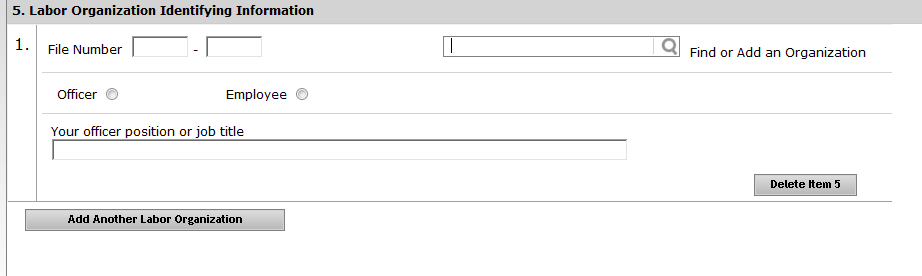 5. Labor Organization Identifying Information
1.
File Number - Find or Add an Organization
Officer Employee
Your officer position or job title
Delete Item 5
Add Another Labor Organization